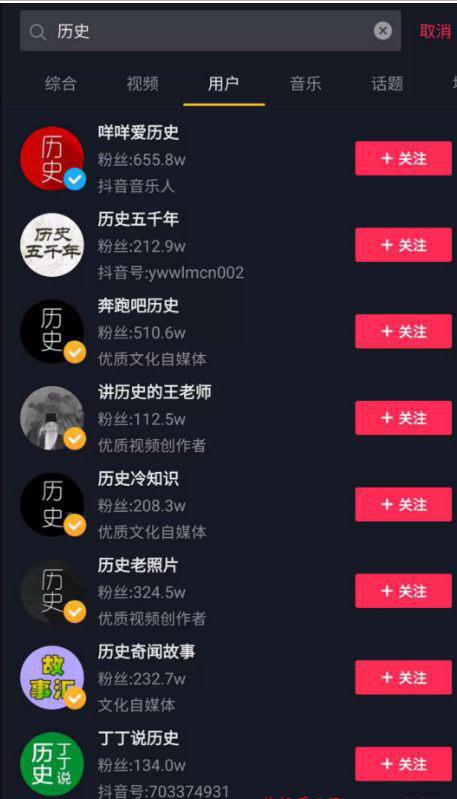 历史
取消
综合 视频 用户 音乐 话题
历史
咩咩爱历史
粉丝:655.8w
抖音音乐人
+ 关注
历史五千年
历史五千年
粉丝:212.9w
抖音号:ywwlmcn002
+ 关注
历史
奔跑吧历史
粉丝:510.6w
优质文化自媒体
+ 关注
讲历史的王老师
粉丝:112.5w
优质视频创作者
+ 关注
历史
历史冷知识
粉丝:208.3w
优质文化自媒体
+ 关注
历史
历史老照片
粉丝:324.5w
优质视频创作者
+ 关注
故事汇
历史奇闻故事
粉丝:232.7w
文化自媒体
+ 关注
历史丁丁说
丁丁说历史
粉丝:134.0w
抖音号:703374931
+ 关注